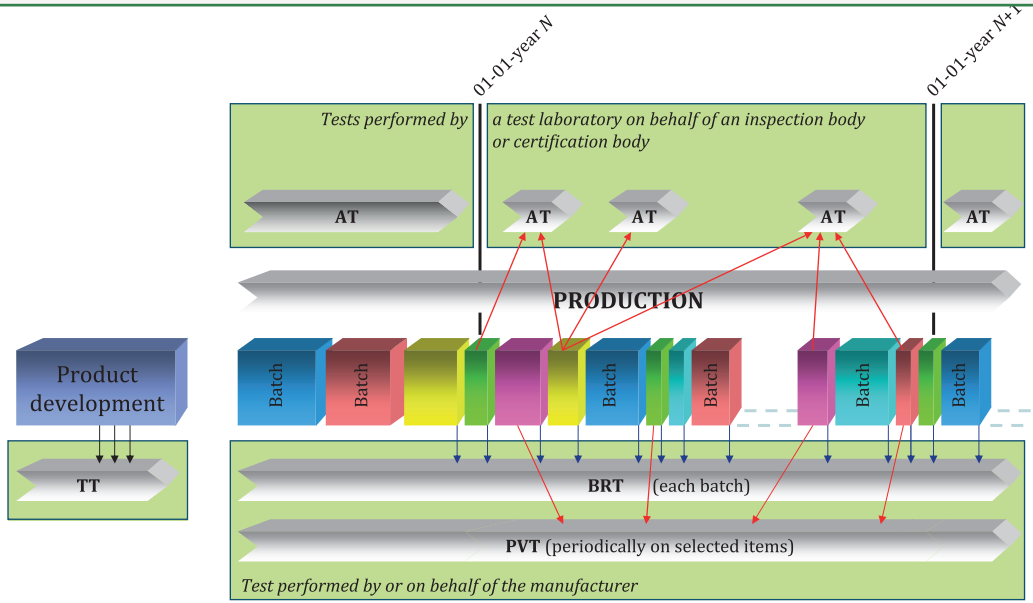 01-01-year N
01-01-year N+1
Tests performed by
a test laboratory on behalf of an inspection body
or certification body
AT
AT
AT
AT
AT
PRODUCTION
Product
development
Batch
Batch
Batch
Batch
Batch
Batch
TT
BRT (each batch)
PVT (periodically on selected items)
Test performed by or on behalf of the manufacturer